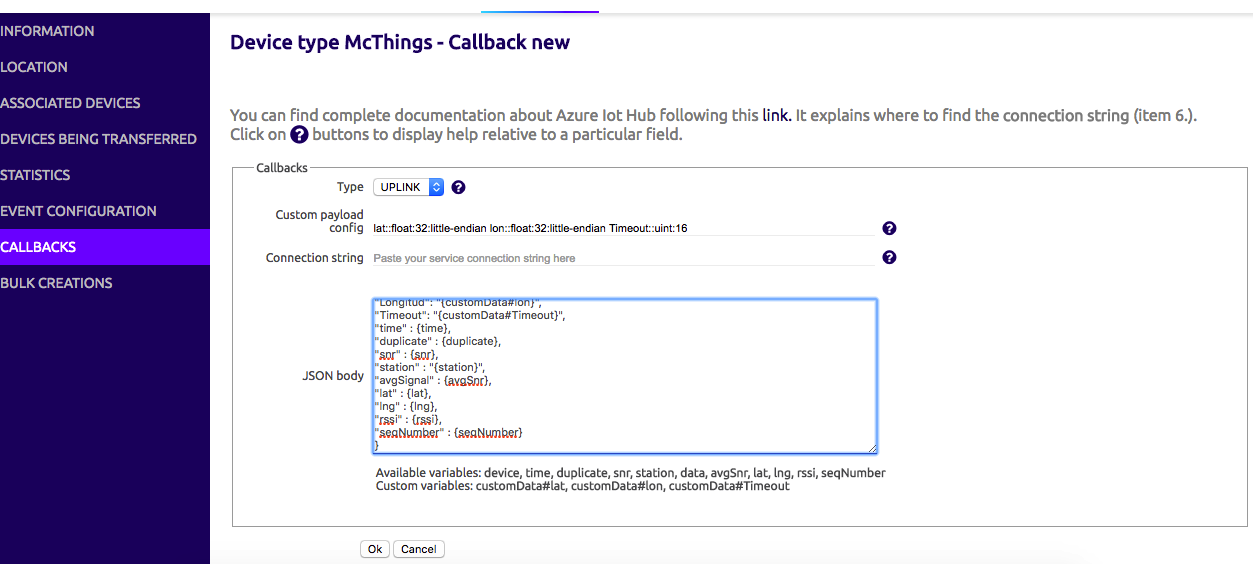 INFORMATION
LOCATION
ASSOCIATED DEVICES
DEVICES BEING TRANSFERRED
STATISTICS
EVENT CONFIGURATION
CALLBACKS
BULK CREATIONS
Device type McThings - Callback new
You can find complete documentation about Azure Iot Hub following this link. It explains where to find the connection string (item 6.).
Click on ? buttons to display help relative to a particular field.
Callbacks
Type UPLINK ?
Custom payload
config lat::float:32:little-endian lon::float:32:little-endian Timeout::uint:16 ?
Connection string Paste your service connection string here ?
JSON body
"Longitud": "{customData#lon}",
"Timeout": "{customData#Timeout}",
"time" : {time},
"duplicate" : {duplicate},
"snr" : {snr},
"station" : "{station}",
"avgSignal" : {avgSnr},
"lat" : {lat},
"lng" : {lng},
"rssi" : {rssi},
"seqNumber" : {seqNumber}
}
Available variables: device, time, duplicate, snr, station, data, avgSnr, lat, lng, rssi, seqNumber
Custom variables: customData#lat, customData#lon, customData#Timeout
Ok Cancel